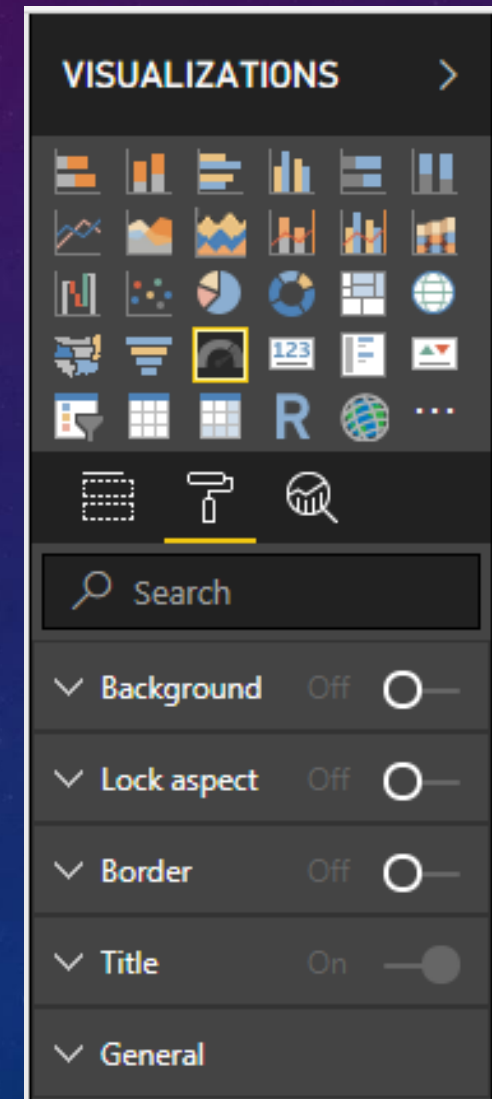 VISUALIZATIONS
123
R
Search
Background Off
Lock aspect Off
Border Off
Title On
General